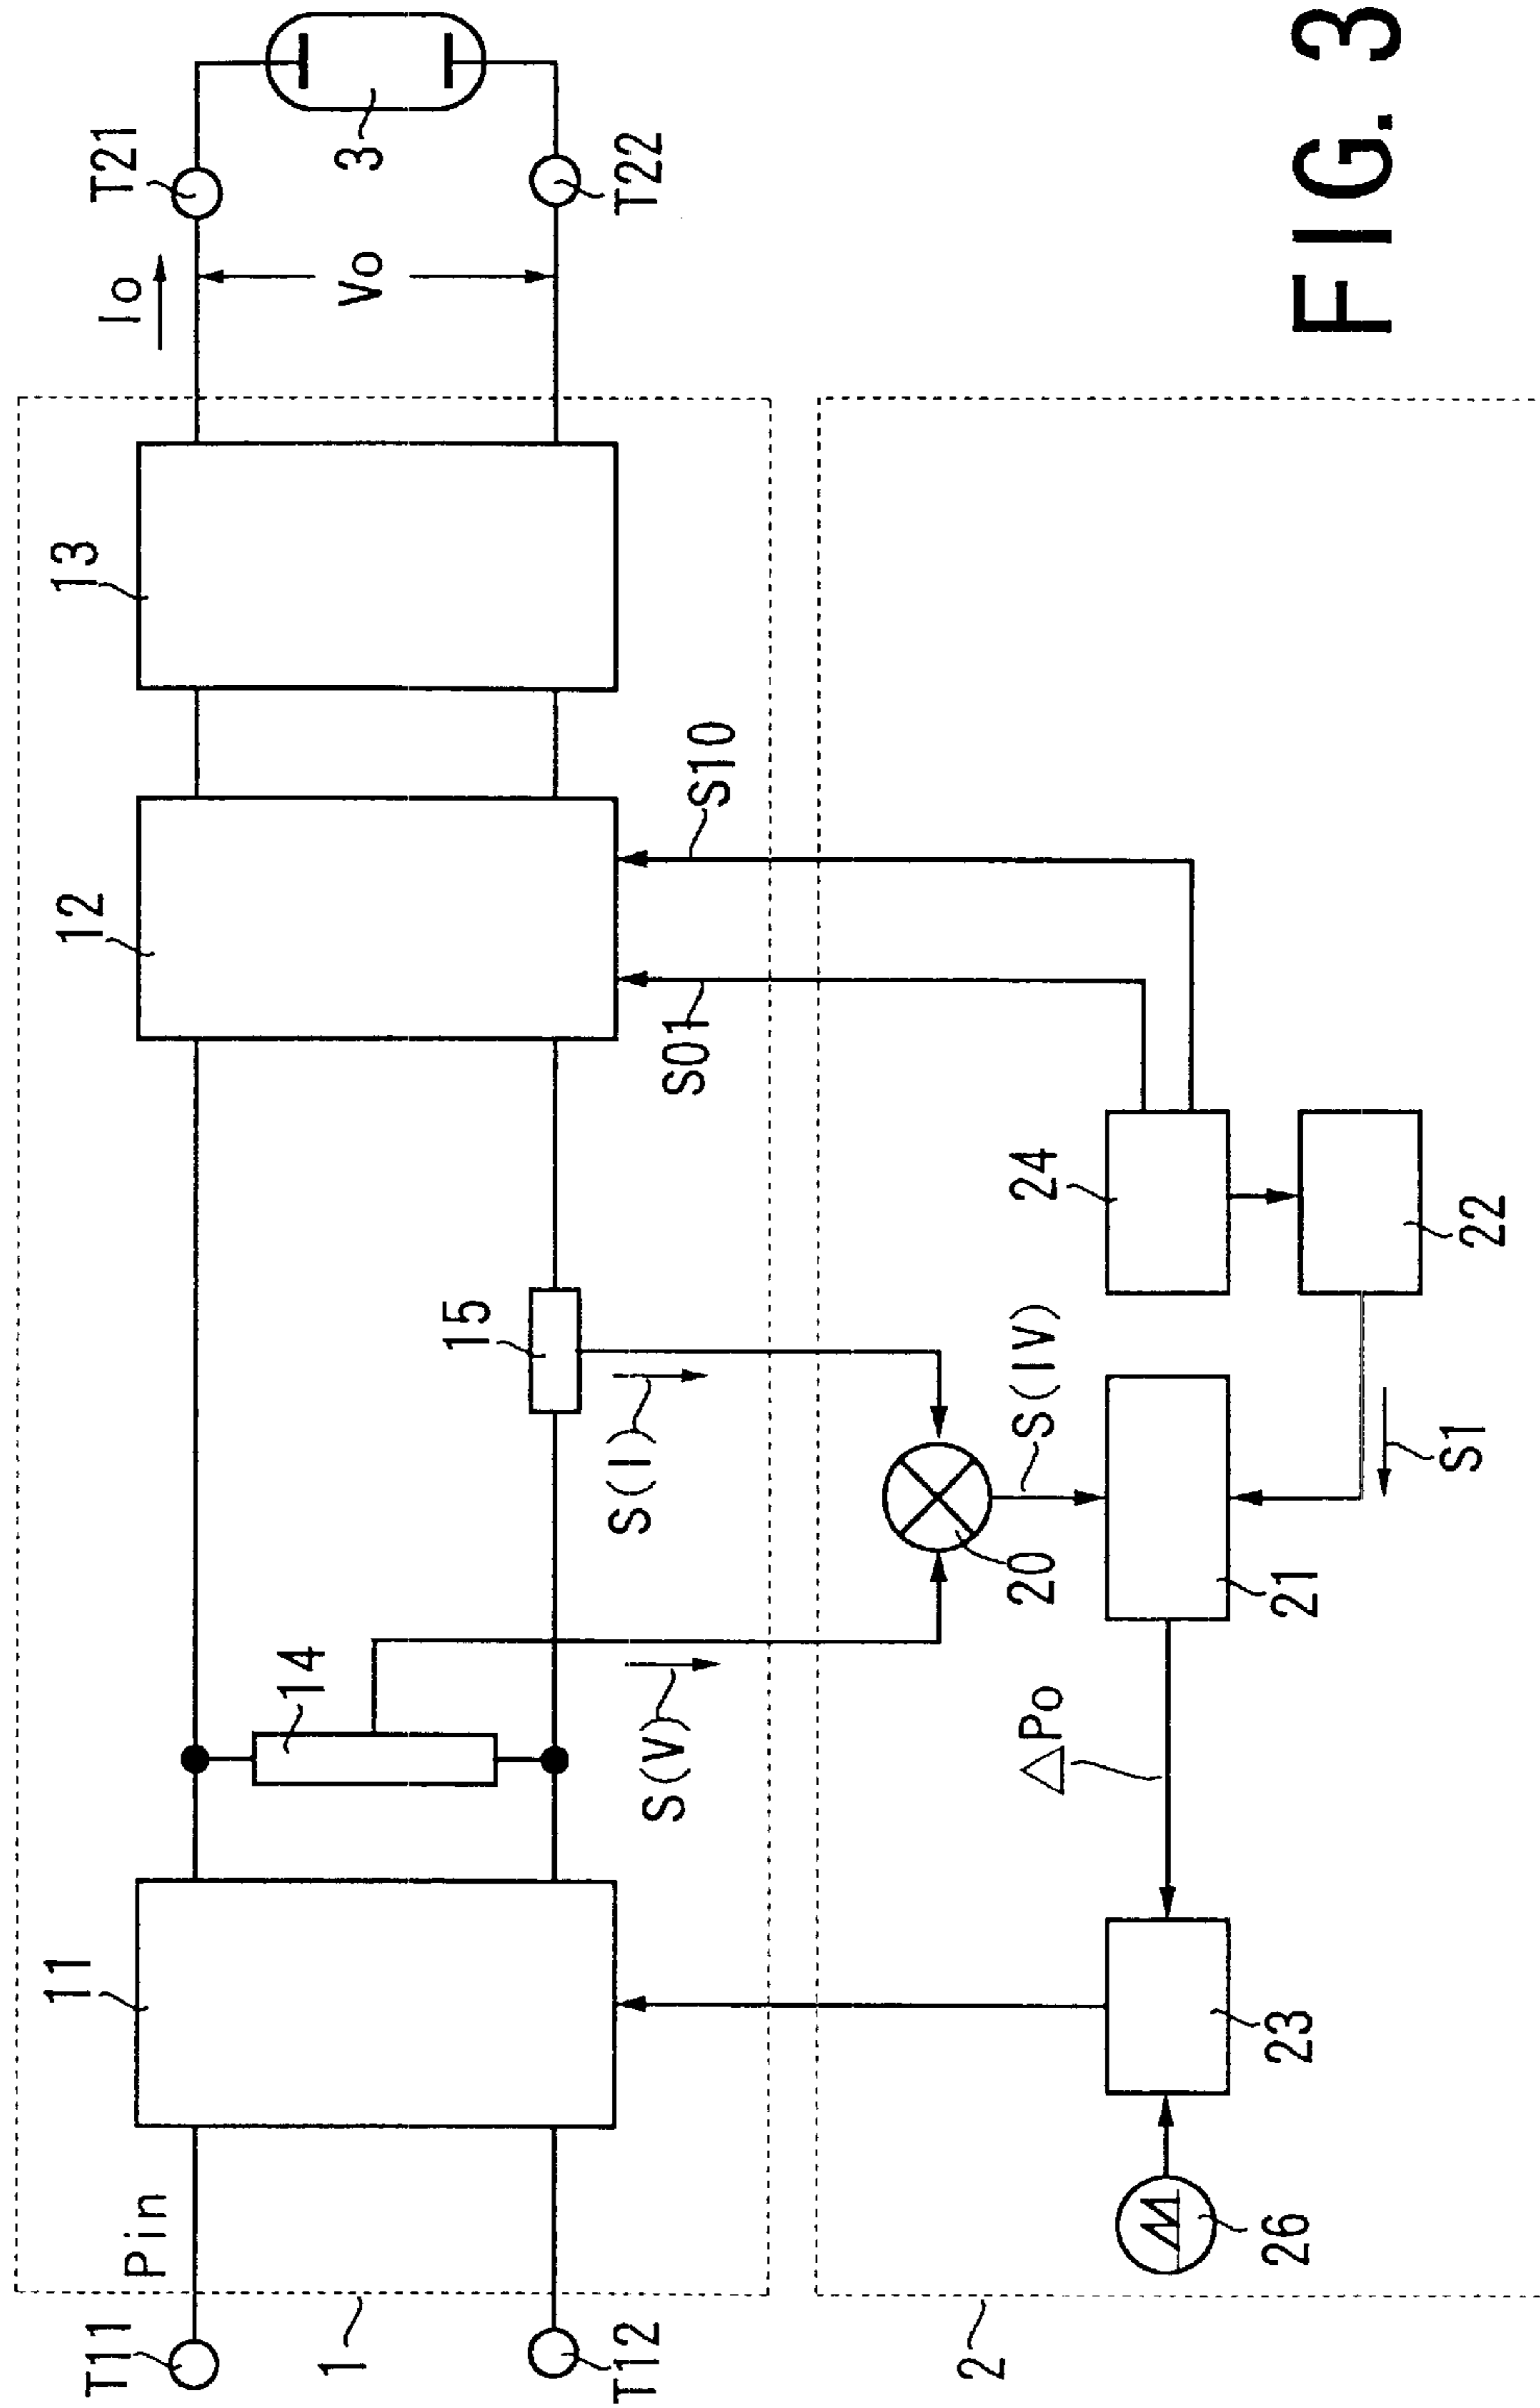 T11
Pin
T12
1
11
14
S(V)
15
S(I)
12
S01
S10
13
Io
Vo
T21
T22
3
2
26
23
△Po
20
S(IV)
21
S1
24
22
FIG. 3